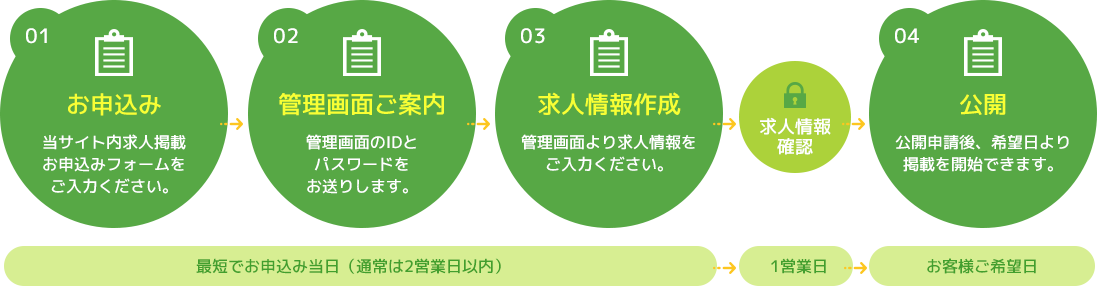 01
お申込み
当サイト内求人掲載
お申込みフォームを
ご入力ください。
02
管理画面ご案内
管理画面のIDと
パスワードを
お送りします。
03
求人情報作成
管理画面より求人情報を
ご入力ください。
求人情報
確認
04
公開
公開申請後、希望日より
掲載を開始できます。
最短でお申込み当日（通常は2営業日以内）
1営業日
お客様ご希望日